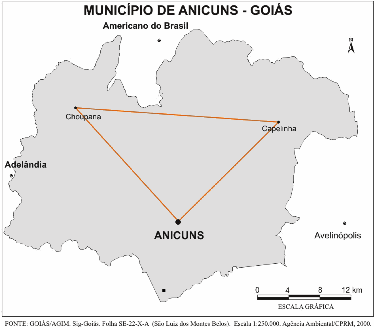 MUNICÍPIO DE ANICUNS - GOIÁS
Americano do Brasil
N
Choupana
Capelinha
Adelândia
ANICUNS
Avelinópolis
0 4 8 12 km
ESCALA GRÁFICA
FONTE: GOIÁS/AGIM. Sig-Goiás. Folha SE-22-X-A (São Luiz dos Montes Belos). Escala 1:250.000. Agência Ambiental/CPRM, 2000.